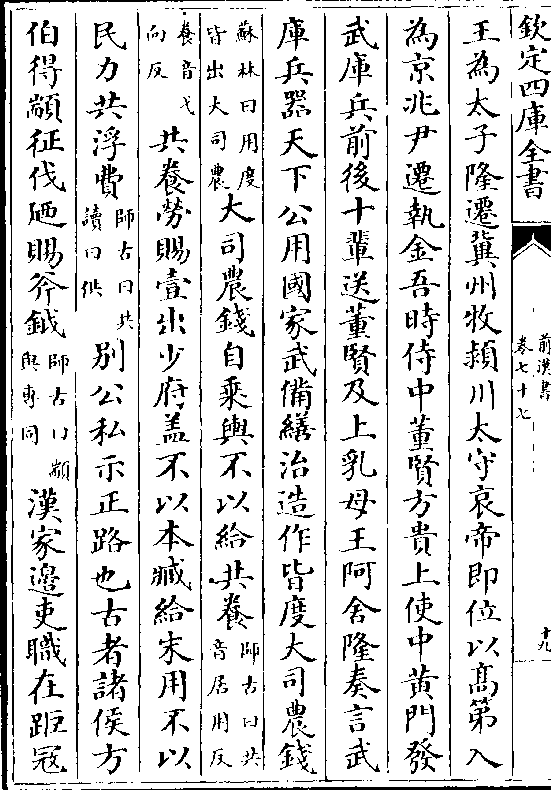 欽定四庫全書
前漢書
卷七十七
十九
王為太子隆遷冀州牧潁川太守哀帝即位以髙第入
為京兆尹遷執金吾時侍中董賢方貴上使中黄門發
武庫兵前後十輩送董賢及上乳母王阿舍隆奏言武
庫兵器天下公用國家武備繕治造作皆度大司農錢
蘇林曰用度
皆出大司農
大司農錢自乘輿不以給共養
師古曰共
音居用反
養音弋
向反
共養勞賜壹出少府盖不以本臧給末用不以
民力共浮費
師古曰共
讀曰供
别公私示正路也古者諸侯方
伯得顓征伐廼賜斧鉞
師古曰顓
與專同
漢家邉吏職在距冦